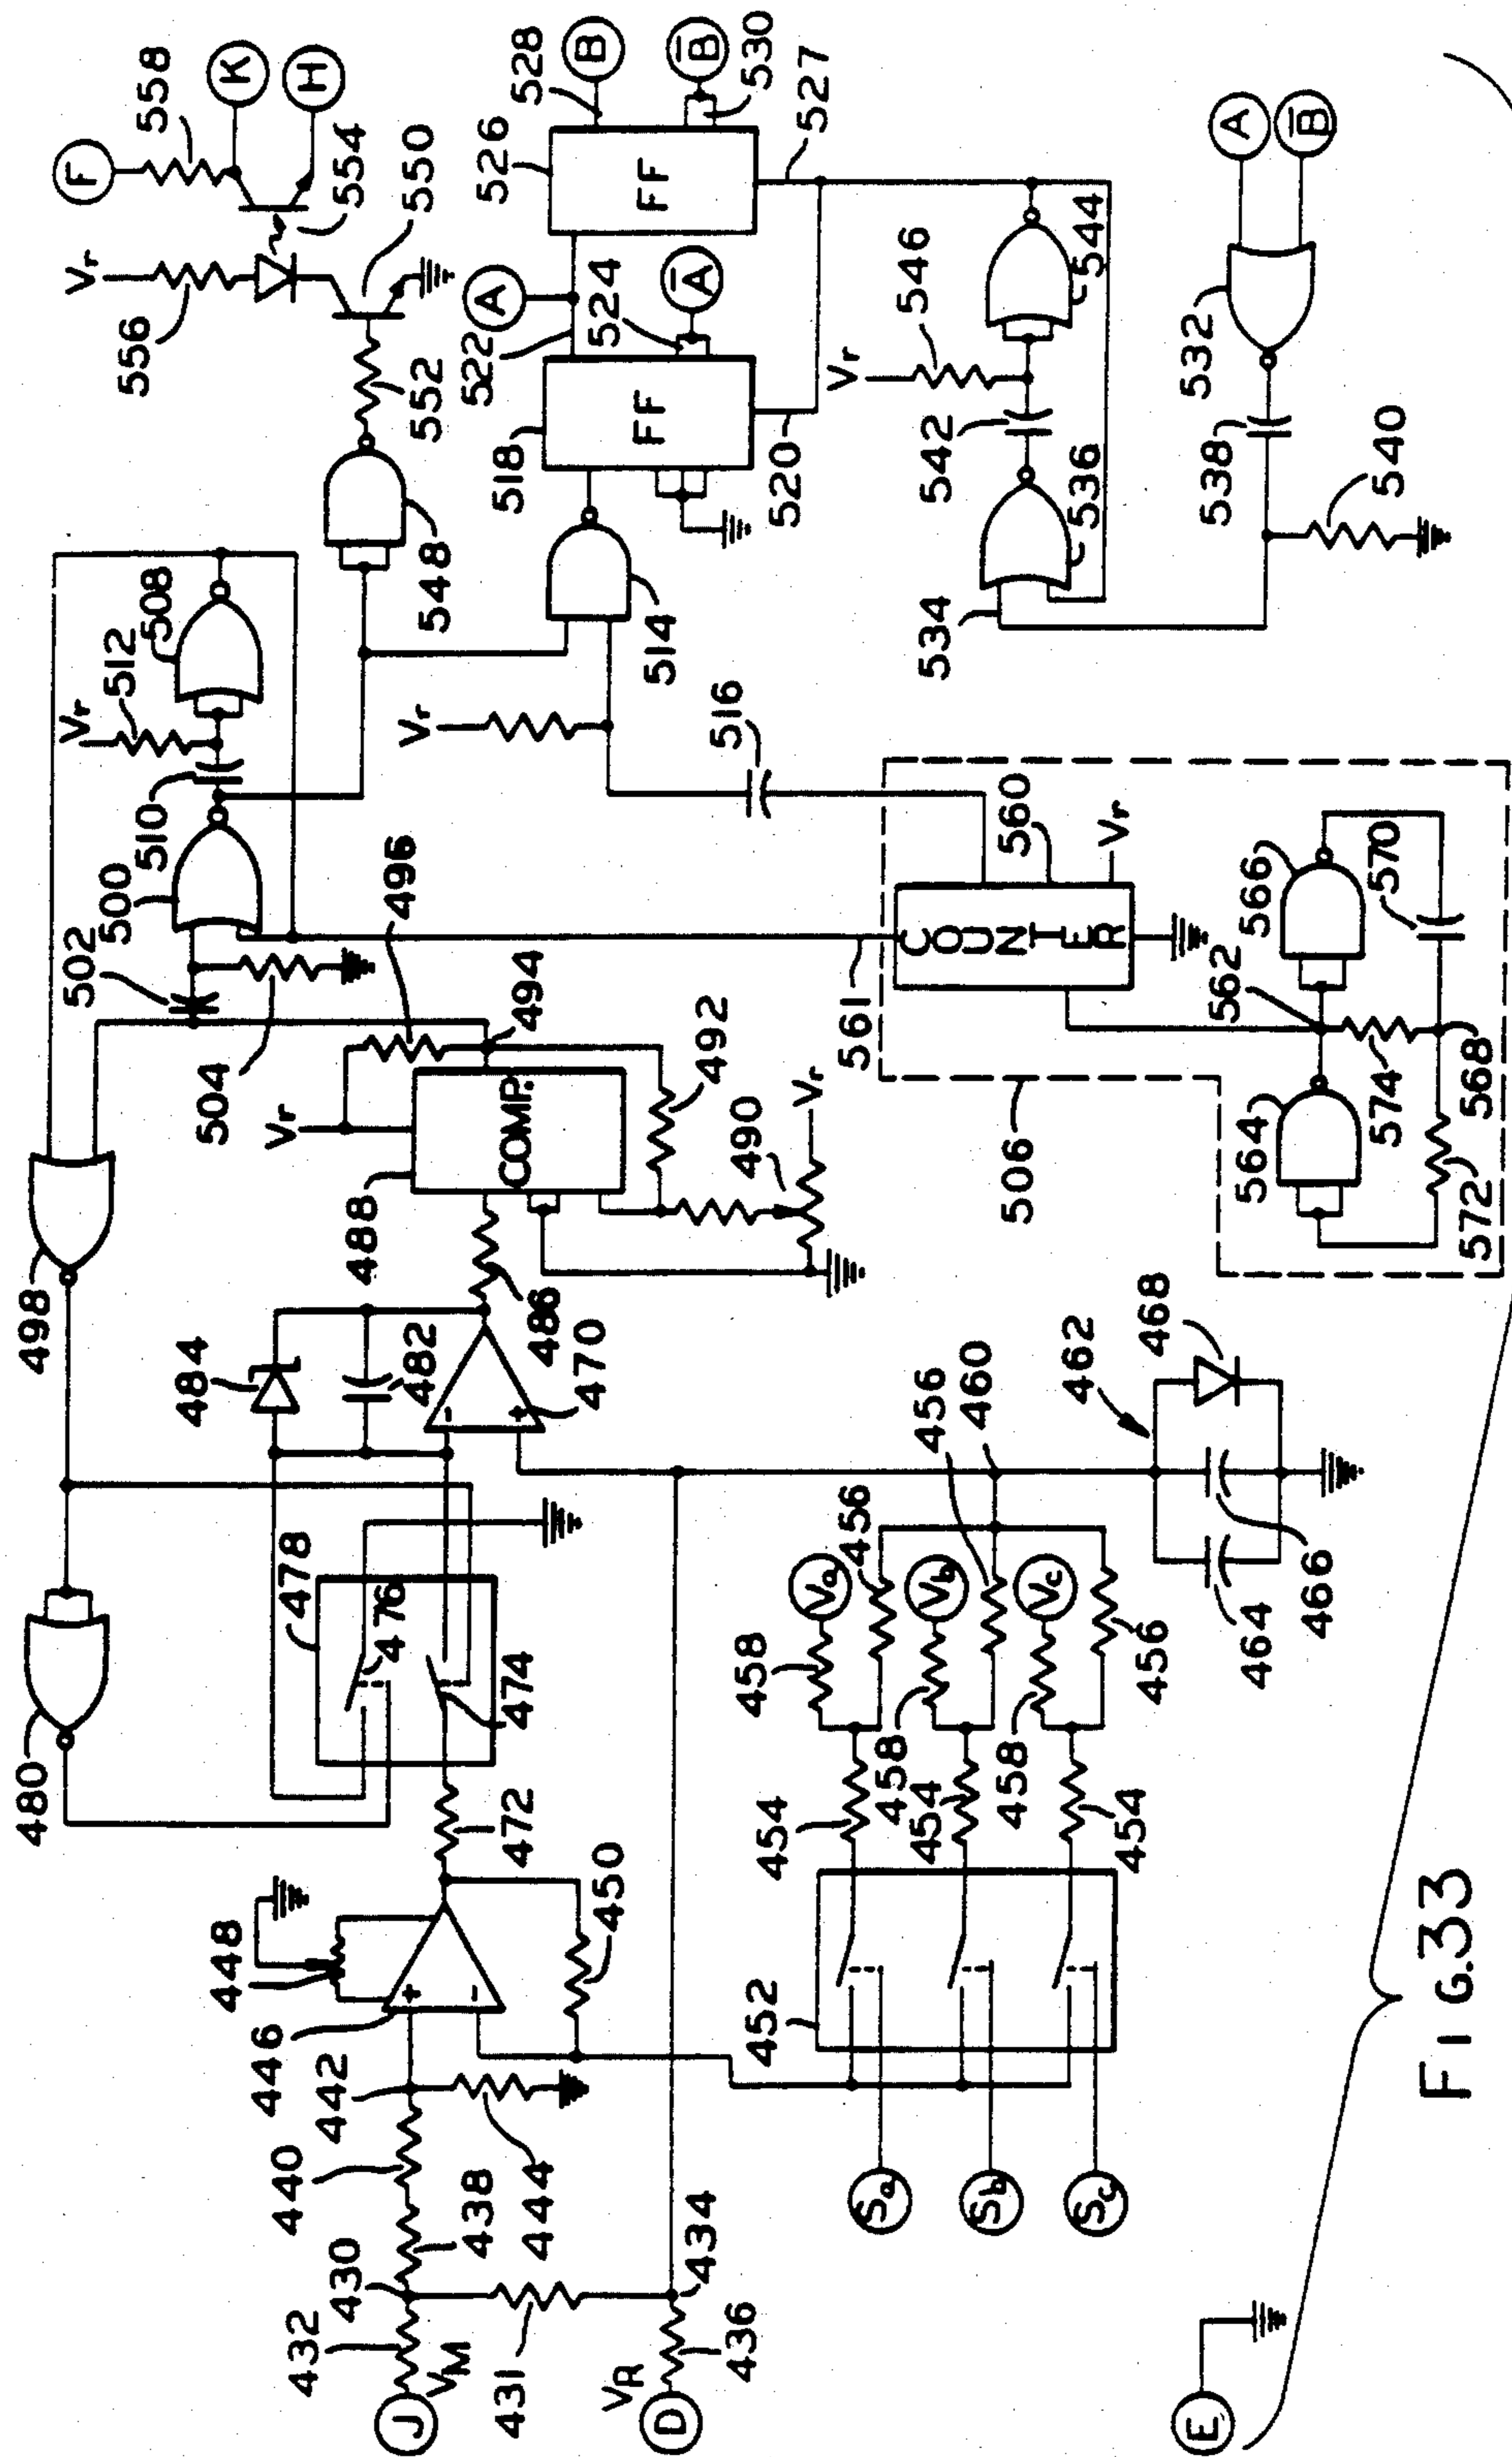 480
498
502
Vr
Vr
F
500
512
556
558
510
508
484
504
K
448
446
478
Vr
H
432
440
442
554
430
476
482
488
496
552
548
550
J
VM
438
472
COMP.
Vr
522
A
526
528
B
431
444
450
474
486
494
518
524
470
FF
FF
VR
436
434
492
514
A̅
B̅
530
D
490
516
520
527
452
454
458
Va
456
Vr
Vr
542
546
Sa
458
454
Vb
456
460
561
COUNTER
560
534
536
544
Sb
458
Vc
462
506
562
566
Vr
Sc
454
456
468
564
574
570
532
A
E
464
466
572
568
538
540
B̅
FIG.33